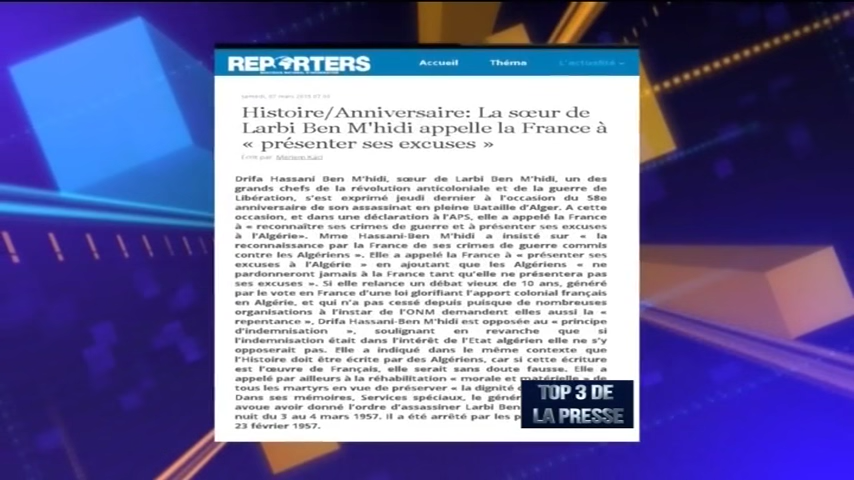 REPORTERS
Accueil Théma L'actualité
samedi, 07 mars 2015
Histoire/Anniversaire: La sœur de
Larbi Ben M'hidi appelle la France à
« présenter ses excuses »
Écrit par
Drifa Hassani Ben M'hidi, sœur de Larbi Ben M'hidi, un des
grands chefs de la révolution anticoloniale et de la guerre de
Libération, s'est exprimé jeudi dernier à l'occasion du 58e
anniversaire de son assassinat en pleine Bataille d'Alger. A cette
occasion, et dans une déclaration à l'APS, elle a appelé la France
à « reconnaître ses crimes de guerre et à présenter ses excuses
à l'Algérie». Mme Hassani-Ben M'hidi a insisté sur « la
reconnaissance par la France de ses crimes de guerre commis
contre les Algériens ». Elle a appelé la France à « présenter ses
excuses à l'Algérie » en ajoutant que les Algériens « ne
pardonneront jamais à la France tant qu'elle ne présentera pas
ses excuses ». Si elle relance un débat vieux de 10 ans, généré
par le vote en France d'une loi glorifiant l'apport colonial français
en Algérie, et qui n'a pas cessé depuis puisque de nombreuses
organisations à l'instar de l'ONM demandent elles aussi la «
repentance », Drifa Hassani-Ben M'hidi est opposée au « principe
d'indemnisation », soulignant en revanche que si
l'indemnisation était dans l'intérêt de l'Etat algérien elle ne s'y
opposerait pas. Elle a indiqué dans le même contexte que
l'Histoire doit être écrite par des Algériens, car si cette écriture
est l'œuvre de Français, elle serait sans doute fausse. Elle a
appelé par ailleurs à la réhabilitation « morale et matérielle » de
tous les martyrs en vue de préserver « la dignité
Dans ses mémoires, Services spéciaux, le
avoue avoir donné l'ordre d'assassiner Larbi Ben
nuit du 3 au 4 mars 1957. Il a été arrêté par les
23 février 1957.
TOP 3 DE
LA PRESSE